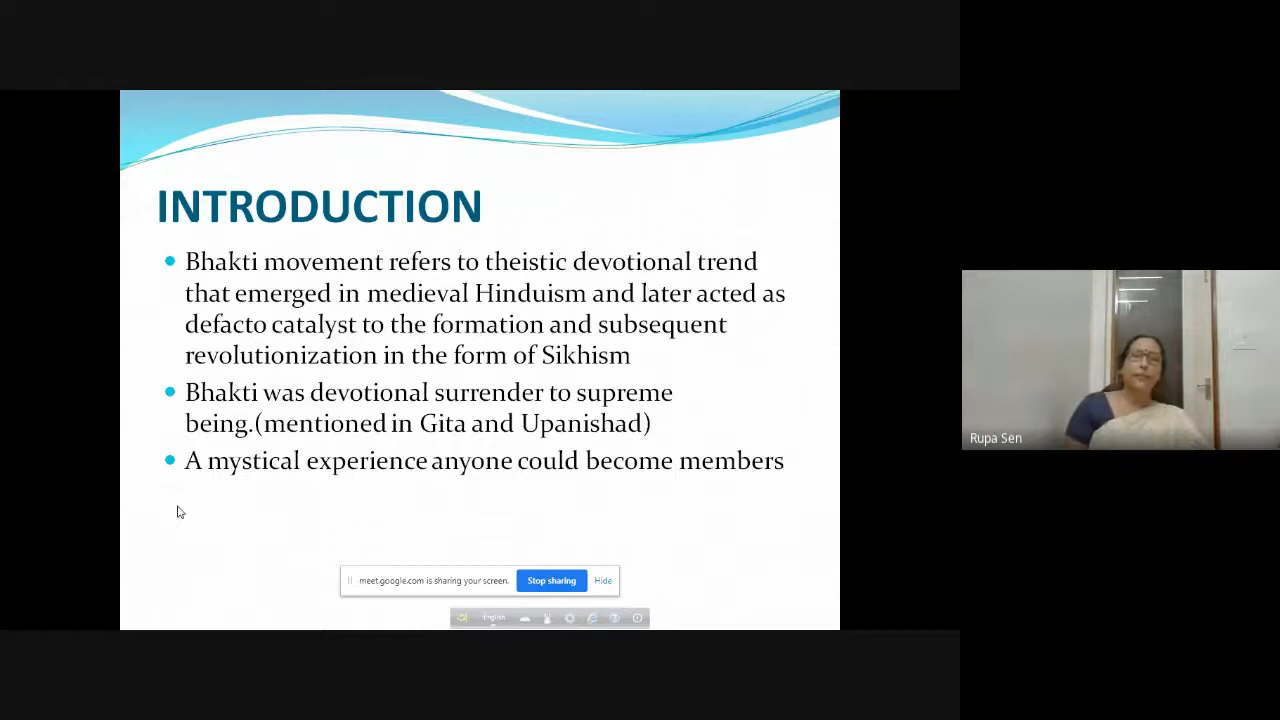 INTRODUCTION
Bhakti movement refers to theistic devotional trend
that emerged in medieval Hinduism and later acted as
defacto catalyst to the formation and subsequent
revolutionization in the form of Sikhism
Bhakti was devotional surrender to supreme
being.(mentioned in Gita and Upanishad)
A mystical experience anyone could become members
Rupa Sen
meet.google.com is sharing your screen.
Stop sharing
Hide
English